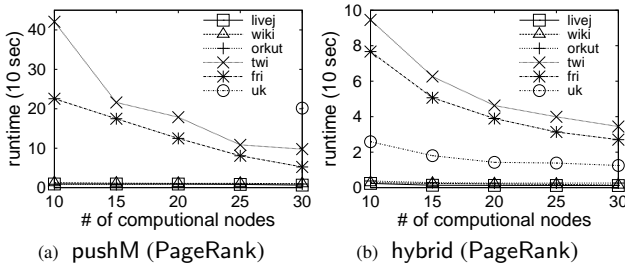 livej
wiki
orkut
twi
fri
uk
runtime (10 sec)
40
30
20
10
0
10 15 20 25 30
# of computional nodes
(a) pushM (PageRank)
livej
wiki
orkut
twi
fri
uk
runtime (10 sec)
10
8
6
4
2
0
10 15 20 25 30
# of computional nodes
(b) hybrid (PageRank)